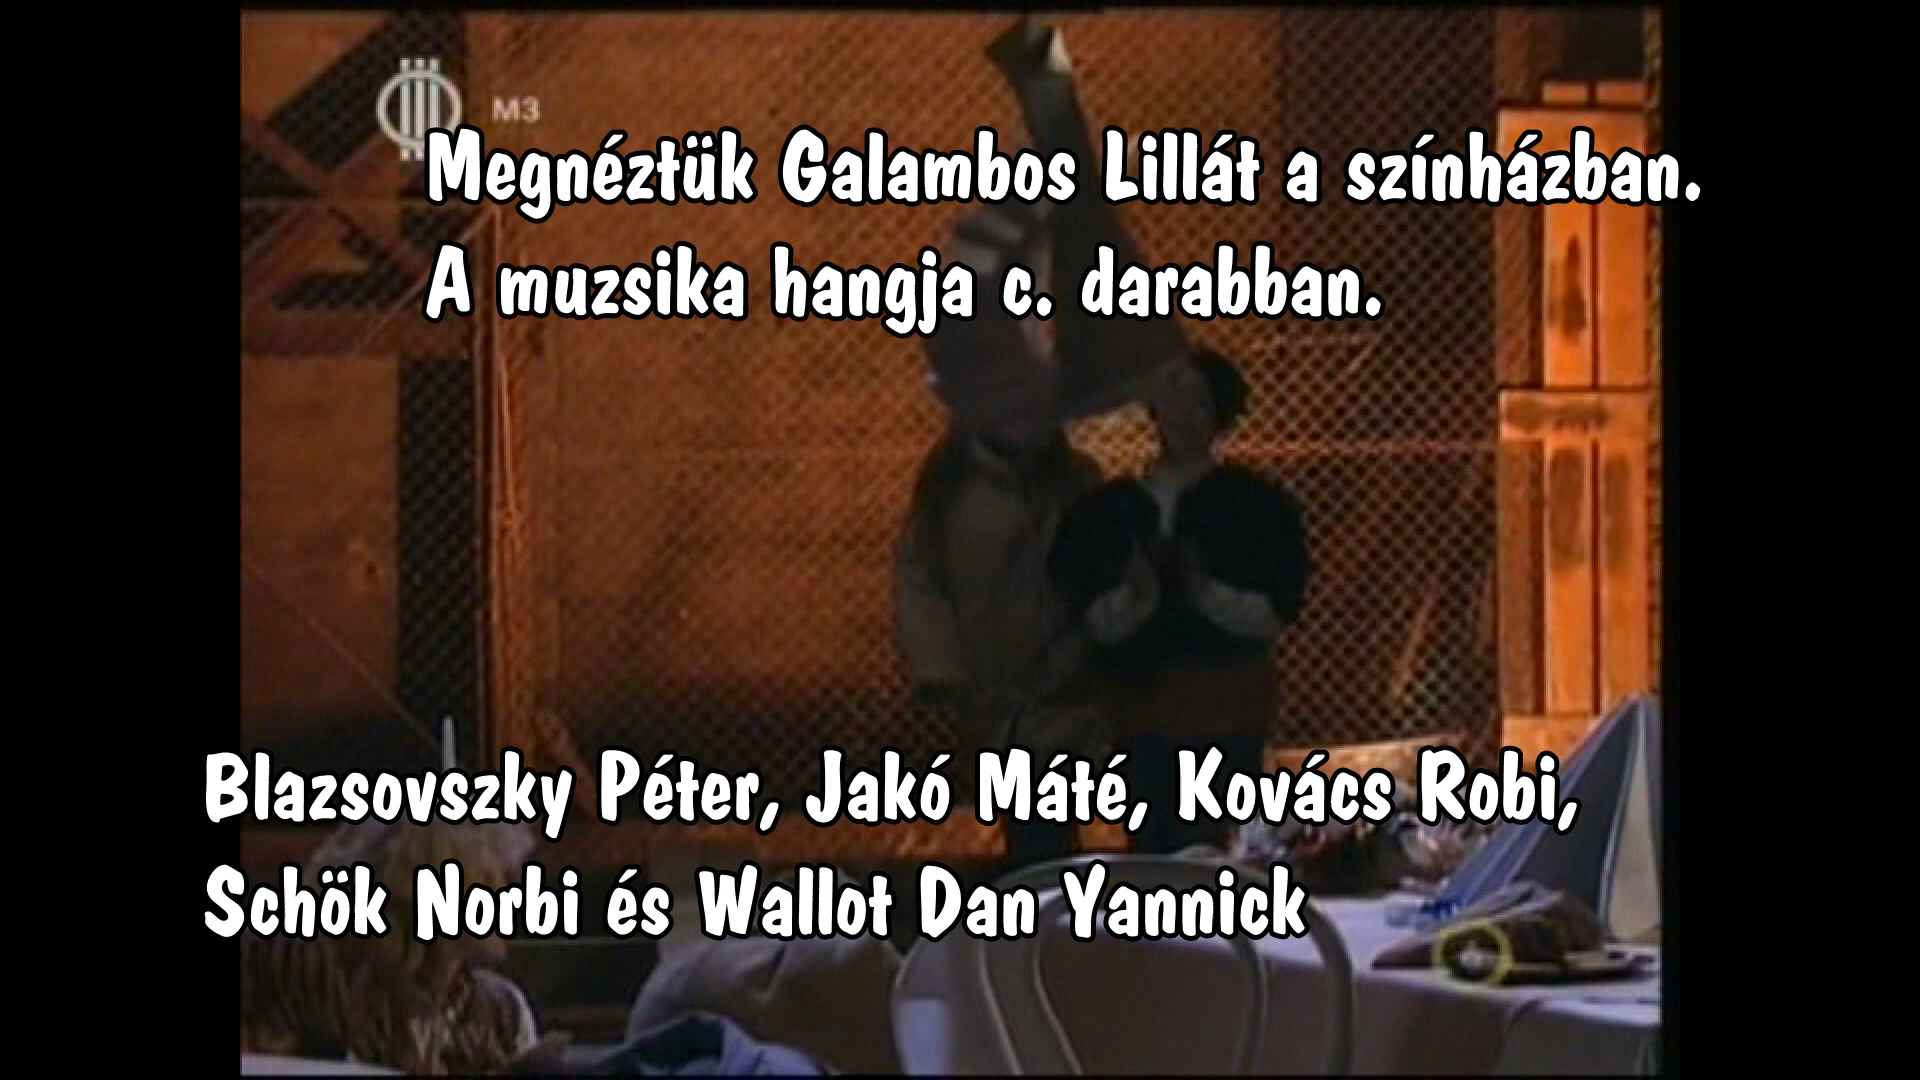 M3
Megnéztük Galambos Lillát a színházban.
A muzsika hangja c. darabban.
Blazsovszky Péter, Jakó Máté, Kovács Robi,
Schök Norbi és Wallot Dan Yannick